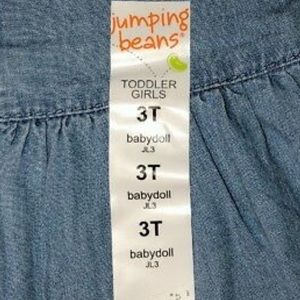 jumping
beans®
TODDLER
GIRLS
3T
babydoll
JL3
3T
babydoll
JL3
3T
babydoll
JL3